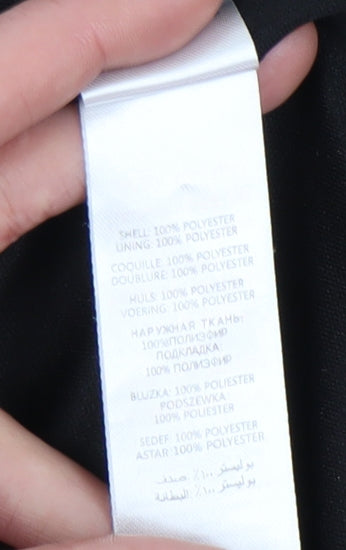 SHELL: 100% POLYESTER
LINING: 100% POLYESTER
COQUILLE: 100% POLYESTER
DOUBLURE: 100% POLYESTER
HULS: 100% POLYESTER
VOERING: 100% POLYESTER
НАРУЖНАЯ ТКАНЬ:
100%ПОЛИЭФИР
ПОДКЛАДКА:
100% ПОЛИЭФИР
BLUZKA: 100% POLIESTER
PODSZEWKA:
100% POLIESTER
SEDEF: 100% POLYESTER
ASTAR: 100% POLYESTER
بوليستر ١٠٠٪ صدف
بوليستر ١٠٠٪ البطانة